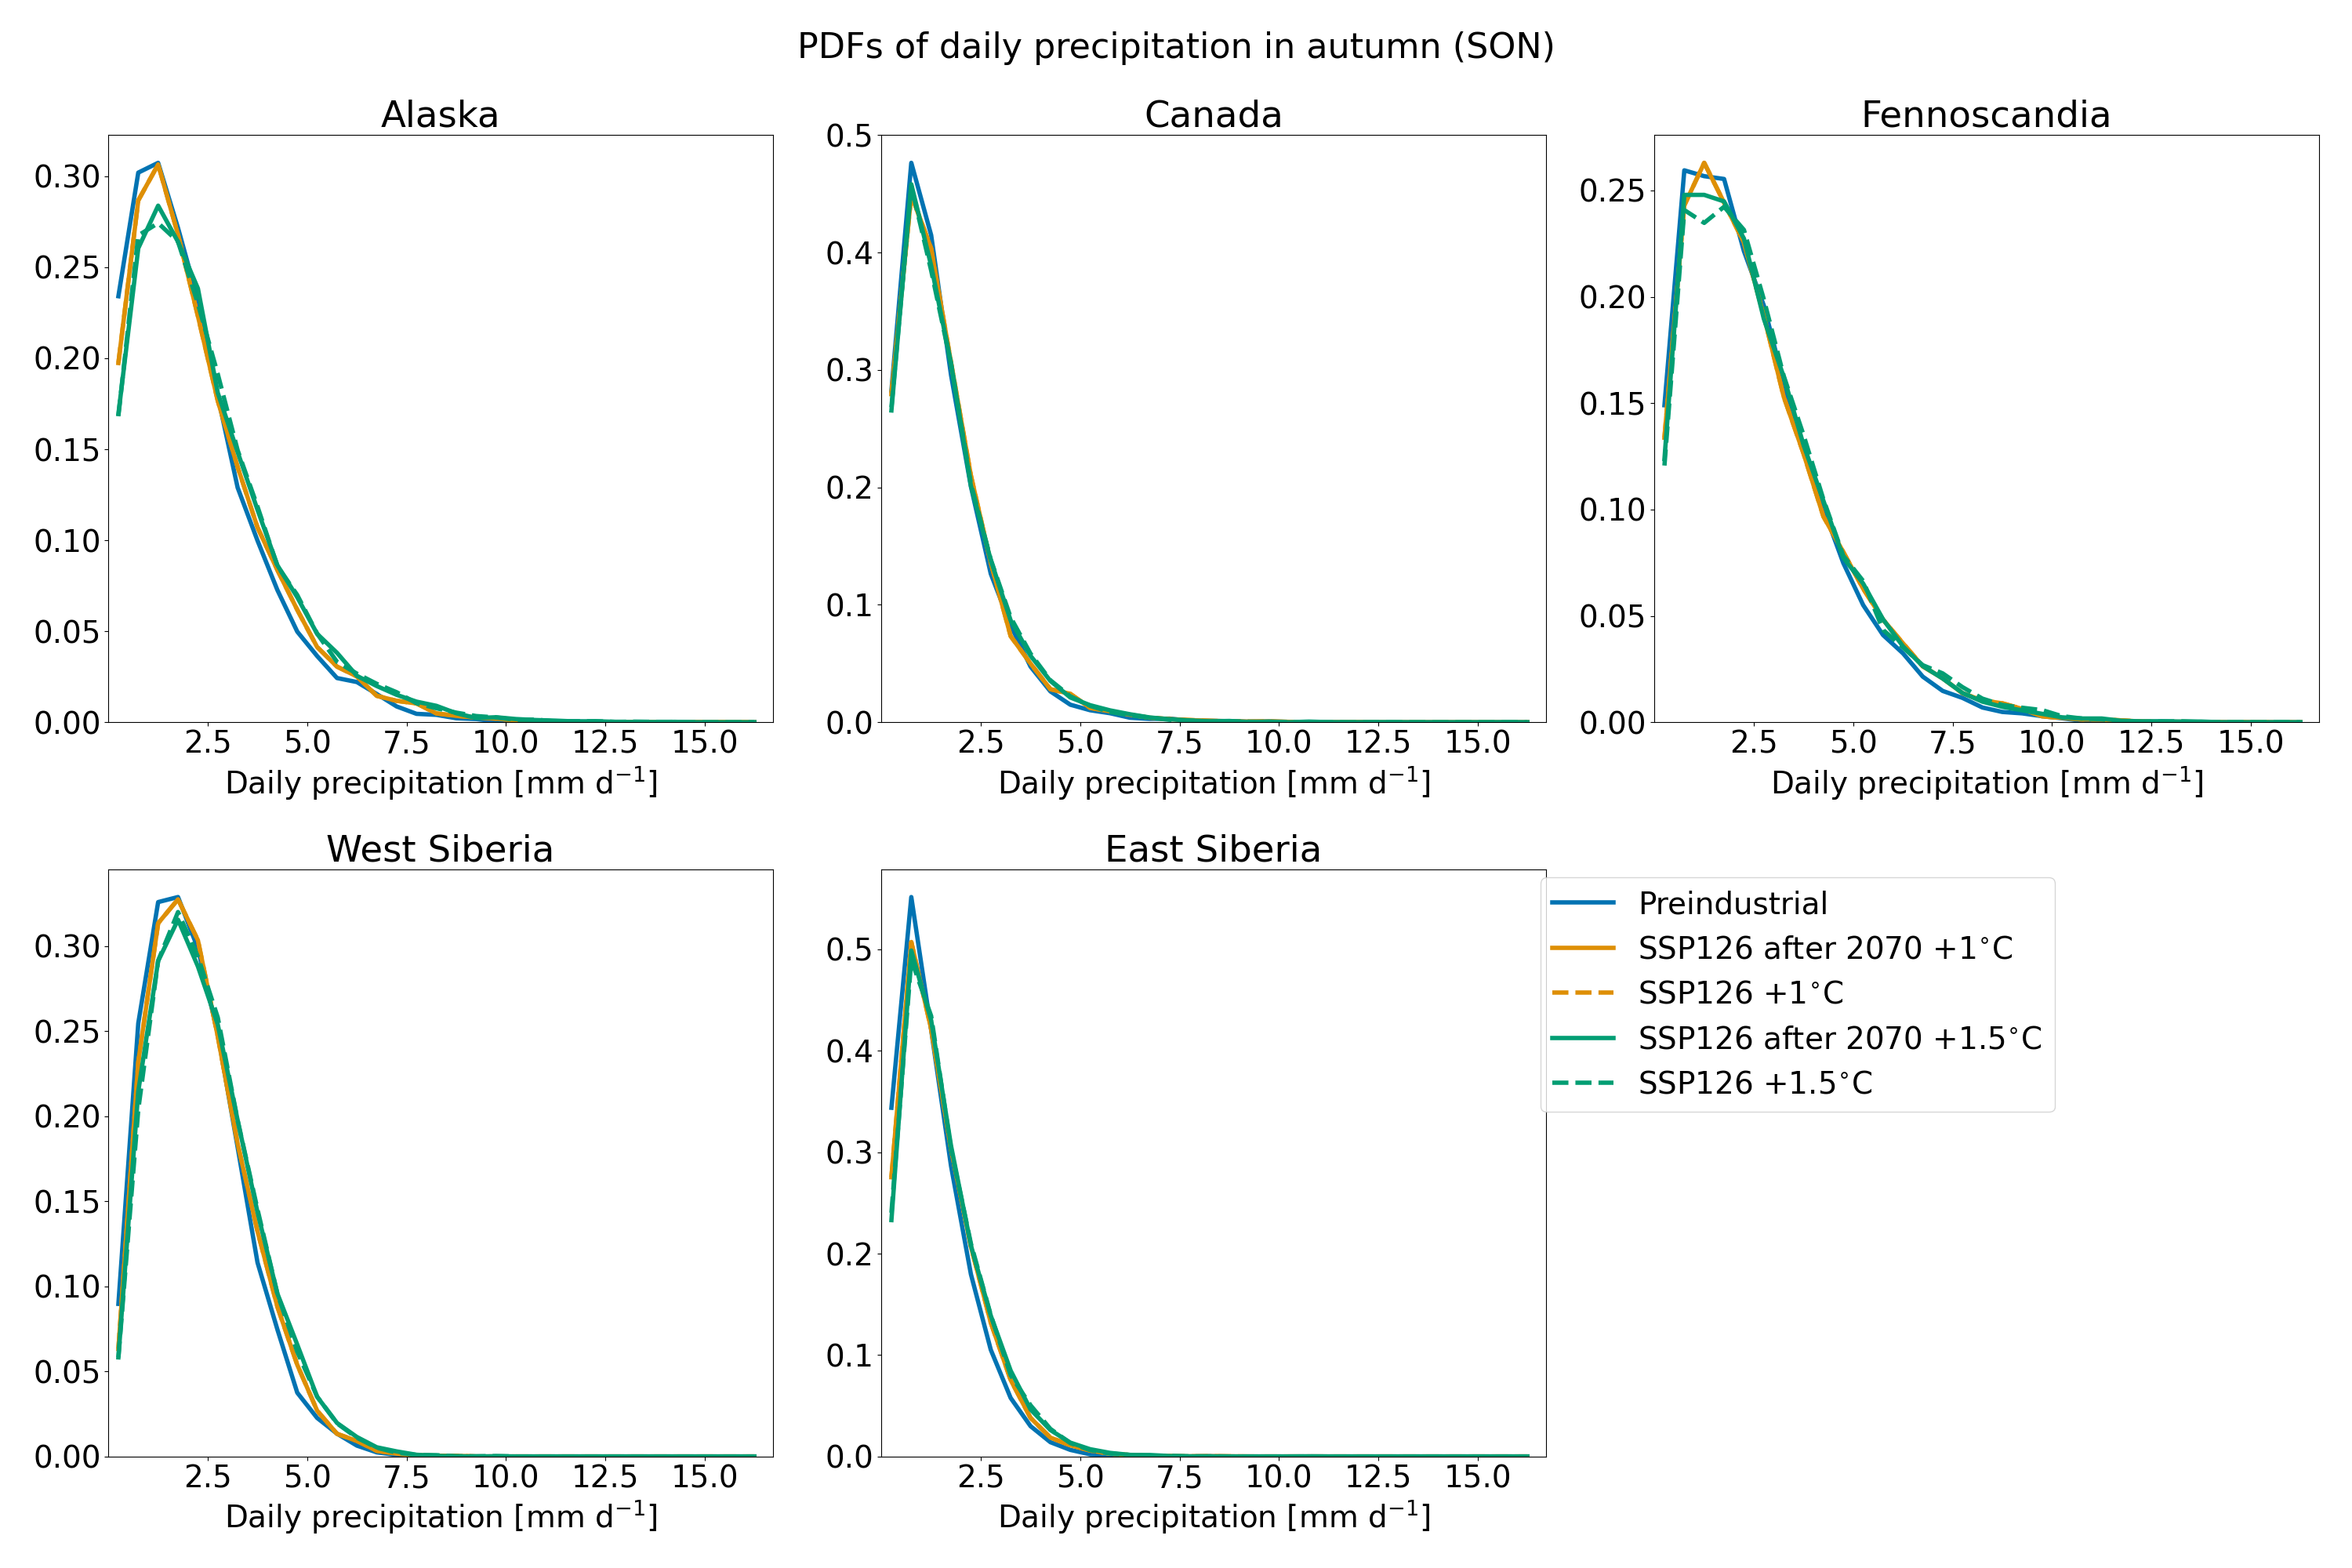 PDFs of daily precipitation in autumn (SON)
Alaska
0.30
0.25
0.20
0.15
0.10
0.05
0.00
2.5 5.0 7.5 10.0 12.5 15.0
Daily precipitation [mm d⁻¹]
Canada
0.5
0.4
0.3
0.2
0.1
0.0
2.5 5.0 7.5 10.0 12.5 15.0
Daily precipitation [mm d⁻¹]
Fennoscandia
0.25
0.20
0.15
0.10
0.05
0.00
2.5 5.0 7.5 10.0 12.5 15.0
Daily precipitation [mm d⁻¹]
West Siberia
0.30
0.25
0.20
0.15
0.10
0.05
0.00
2.5 5.0 7.5 10.0 12.5 15.0
Daily precipitation [mm d⁻¹]
East Siberia
0.5
0.4
0.3
0.2
0.1
0.0
2.5 5.0 7.5 10.0 12.5 15.0
Daily precipitation [mm d⁻¹]
Preindustrial
SSP126 after 2070 +1°C
SSP126 +1°C
SSP126 after 2070 +1.5°C
SSP126 +1.5°C